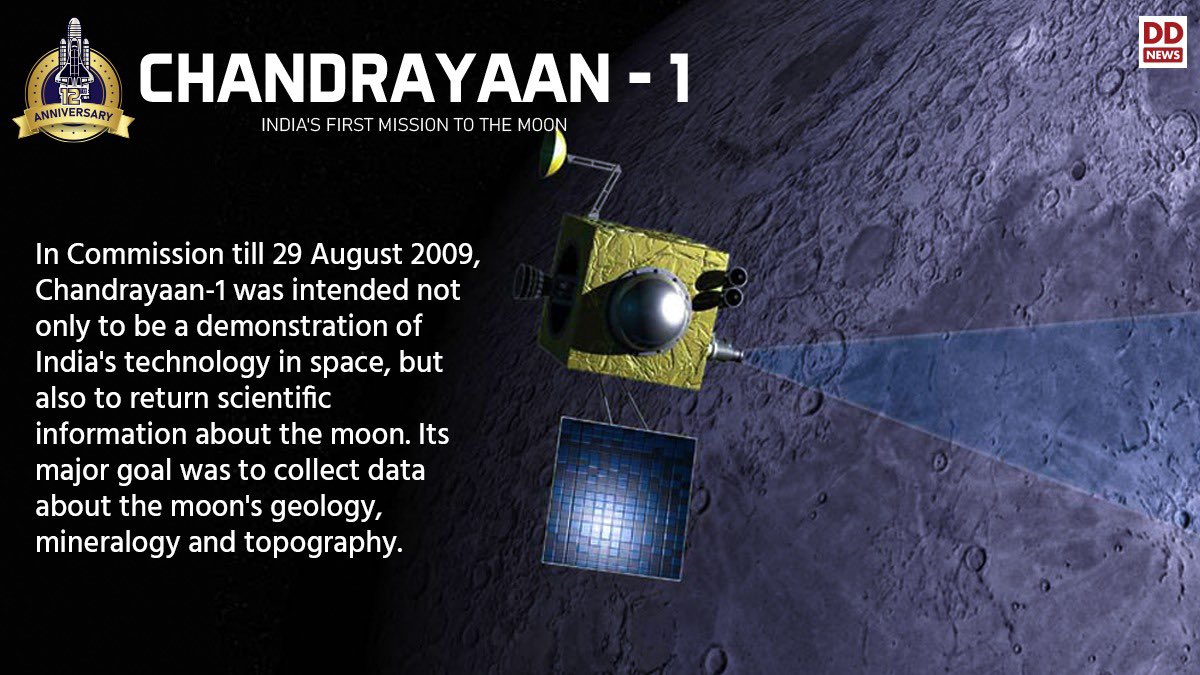 12
ANNIVERSARY
CHANDRAYAAN - 1
INDIA'S FIRST MISSION TO THE MOON
DD
NEWS
In Commission till 29 August 2009,
Chandrayaan-1 was intended not
only to be a demonstration of
India's technology in space, but
also to return scientific
information about the moon. Its
major goal was to collect data
about the moon's geology,
mineralogy and topography.